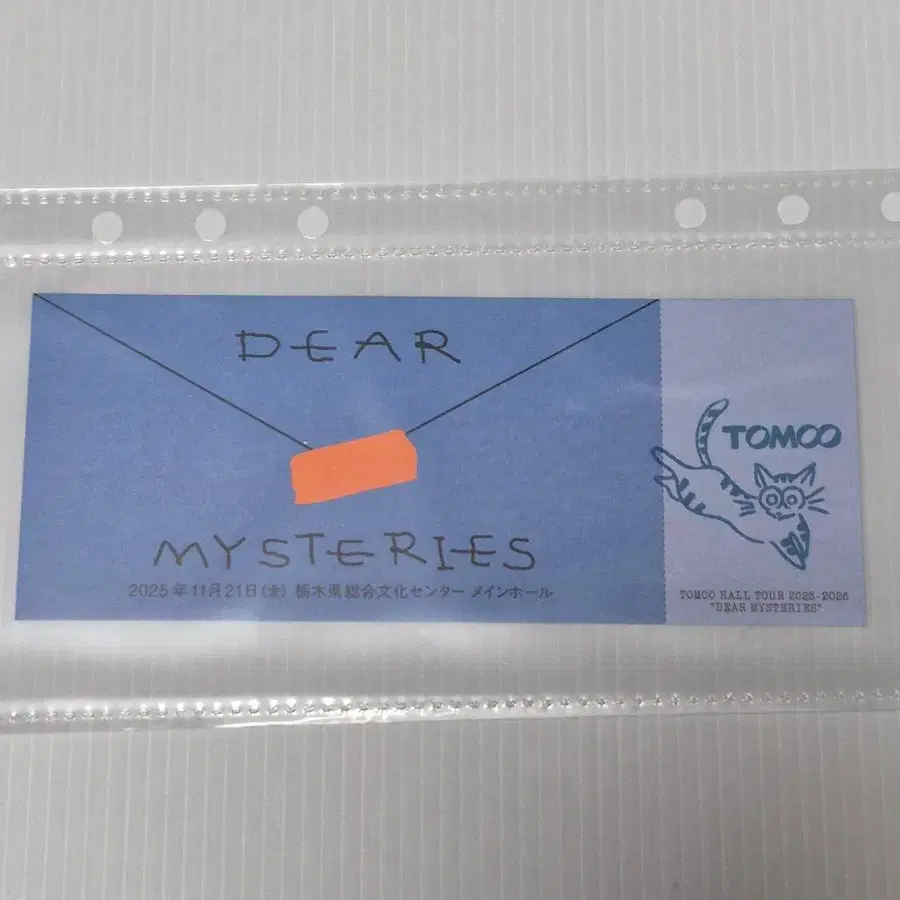 DEAR
MYSTERIES
2025年11月21日(金) 栃木県総合文化センター メインホール
TOMOO
TOMOO HALL TOUR 2025-2026
"DEAR MYSTERIES"